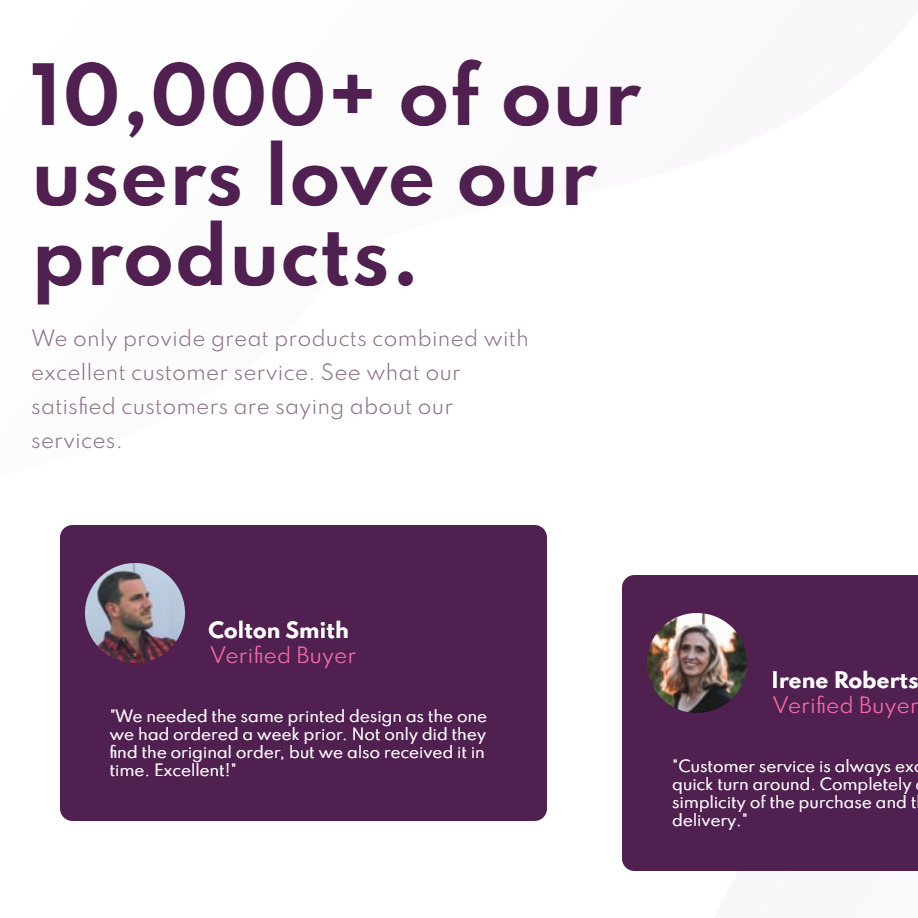 10,000+ of our
users love our
products.
We only provide great products combined with
excellent customer service. See what our
satisfied customers are saying about our
services.
Colton Smith
Verified Buyer
"We needed the same printed design as the one
we had ordered a week prior. Not only did they
find the original order, but we also received it in
time. Excellent!"
Irene Roberts
Verified Buyer
"Customer service is always
quick turn around. Completely
simplicity of the purchase and
delivery."